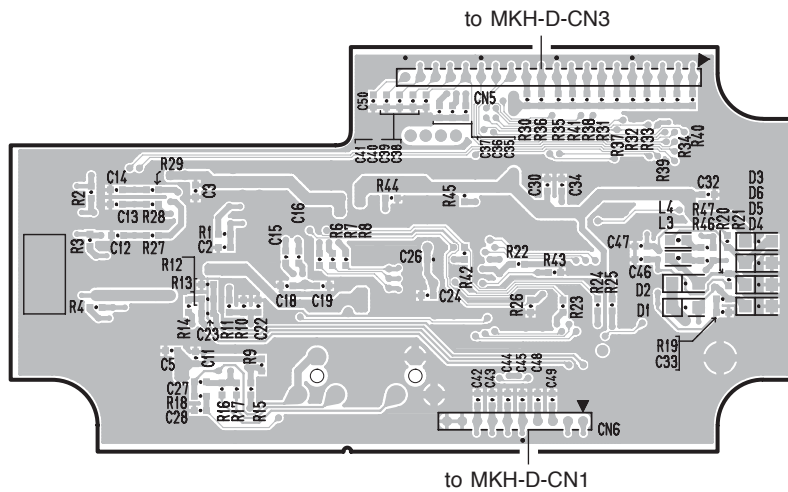 to MKH-D-CN3
C50
CN5
R30
R36
R35
R41
R38
R31
R37
R32
R33
R34
R40
R39
C41
C40
C39
C38
C37
C36
C35
R29
C14
C3
R2
C13
R28
R44
R45
C30
C34
C32
D3
D6
D5
D4
L4
L3
R47
R46
R20
R21
R1
C2
C16
C15
R6
R7
R8
R3
C12
R27
C26
R42
R22
R43
C47
C46
R12
R13
C18
C19
C24
R26
R23
R24
R25
D2
D1
R4
R14
C23
R11
R10
C22
R19
C33
C5
C11
R9
C27
R18
C28
R16
R17
R15
C42
C43
C44
C45
C48
C49
CN6
to MKH-D-CN1